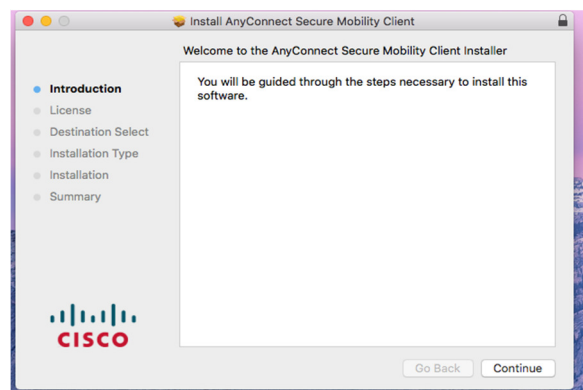 Install AnyConnect Secure Mobility Client
Welcome to the AnyConnect Secure Mobility Client Installer
Introduction
License
Destination Select
Installation Type
Installation
Summary
You will be guided through the steps necessary to install this
software.
CISCO
Go Back
Continue